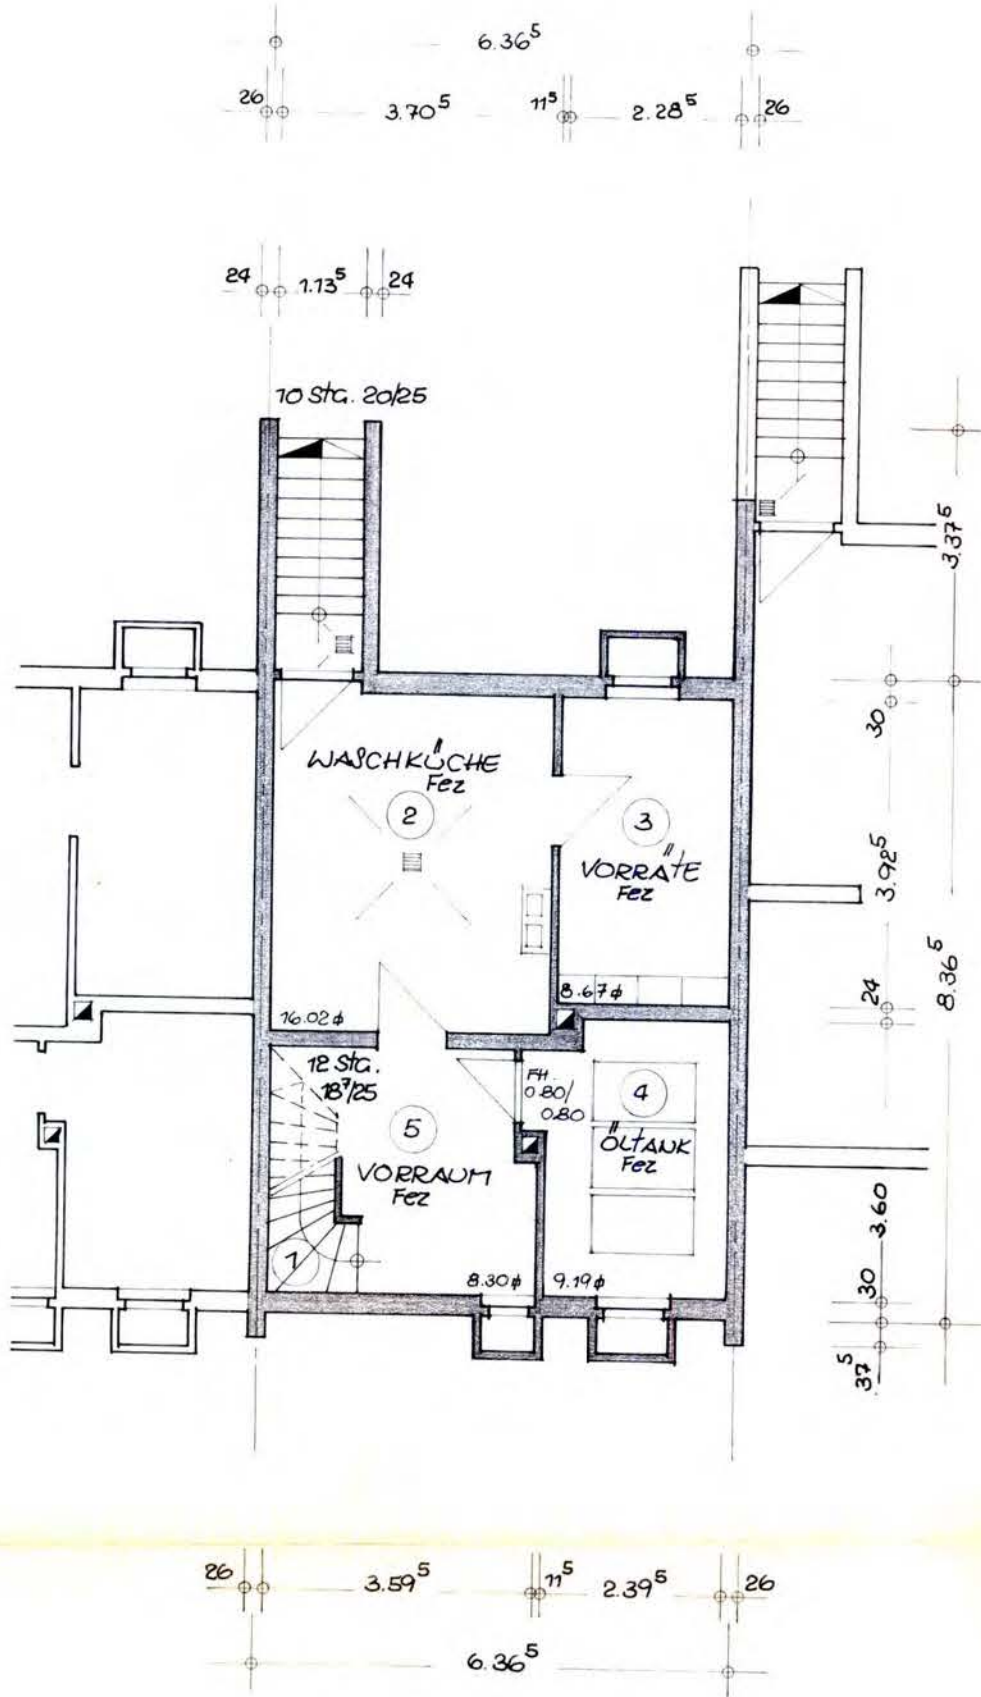 6.36⁵
26 3.70⁵ 11⁵ 2.28⁵ 26
24 1.13⁵ 24
10 Stg. 20/25
3.37⁵
WASCHKÜCHE
Fez
2
3
VORRÄTE
Fez
30
3.98⁵
8.36⁵
24
8.67 ⌀
16.02 ⌀
12 Stg.
18⁷/25
FH.
0.80/
0.80
4
ÖLTANK
Fez
5
VORRAUM
Fez
1
8.30 ⌀
9.19 ⌀
3.60
30
37⁵
26 3.59⁵ 11⁵ 2.39⁵ 26
6.36⁵